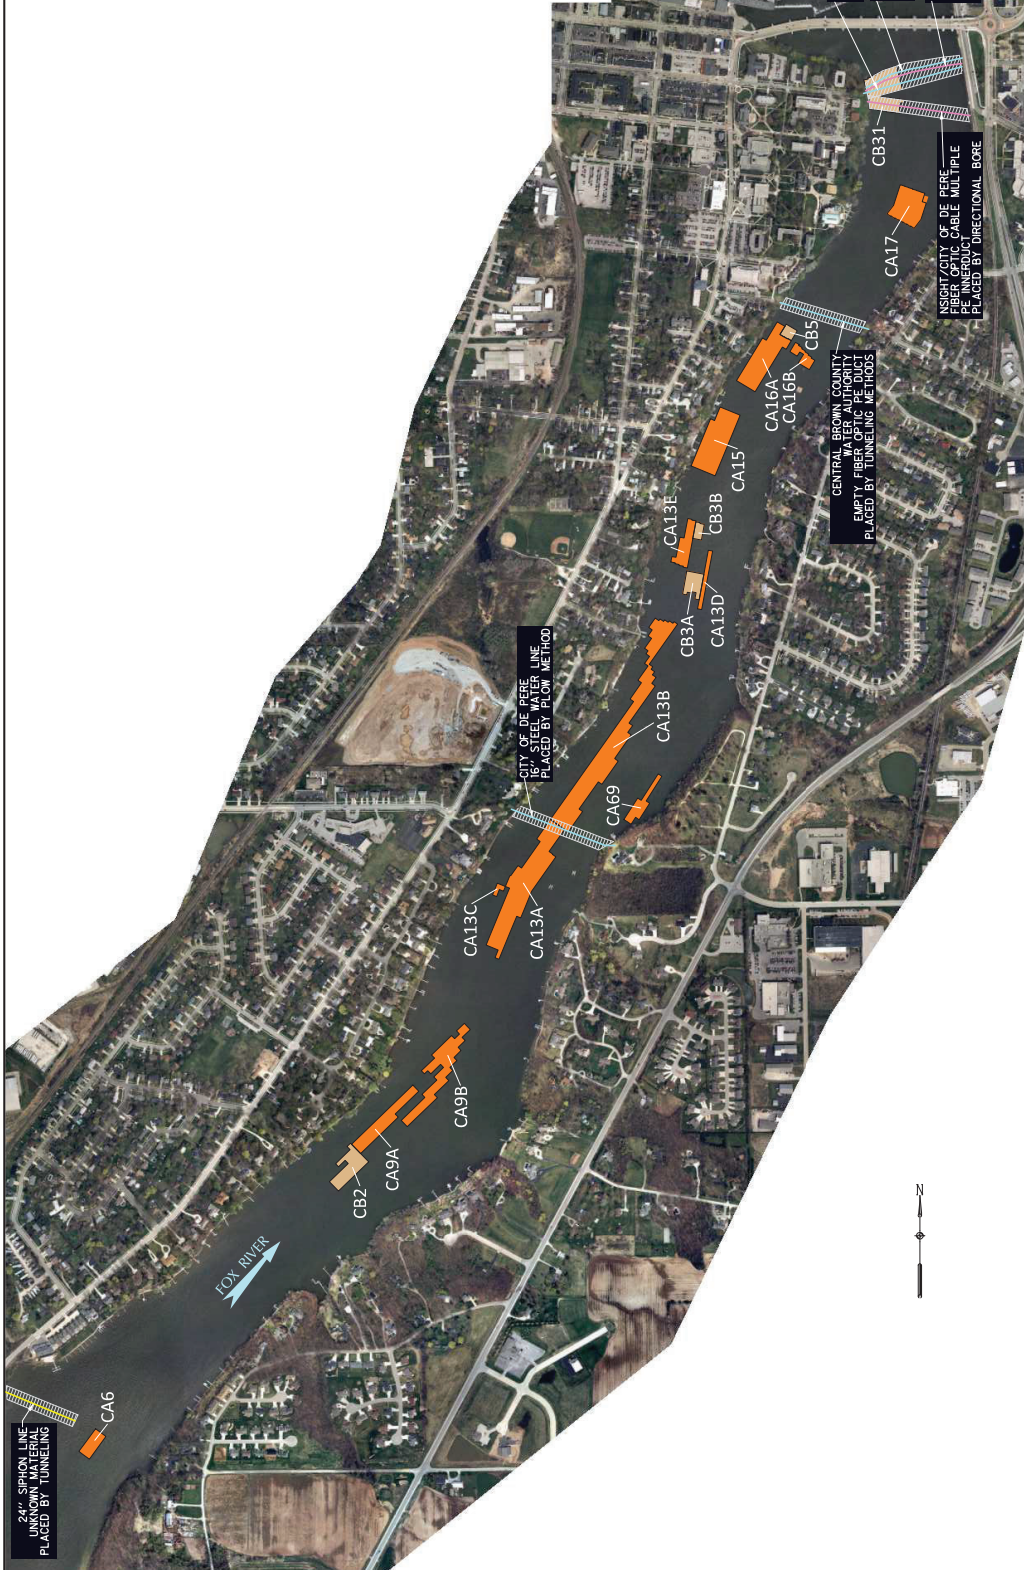 CB31
CA17
NSIGHT/CITY OF DE PERE
FIBER OPTIC CABLE MULTIPLE
PE INNERDUCT
PLACED BY DIRECTIONAL BORE
CB5
CA16A
CA16B
CENTRAL BROWN COUNTY
WATER AUTHORITY
EMPTY FIBER OPTIC PE DUCT
PLACED BY TUNNELING METHODS
CA15
CA13E
CB3B
CB3A
CA13D
CITY OF DE PERE
16" STEEL WATER LINE
PLACED BY PLOW METHOD
CA13B
CA69
CA13C
CA13A
CA9B
CA9A
CB2
FOX RIVER
N
CA6
24" SIPHON LINE
UNKNOWN MATERIAL
PLACED BY TUNNELING